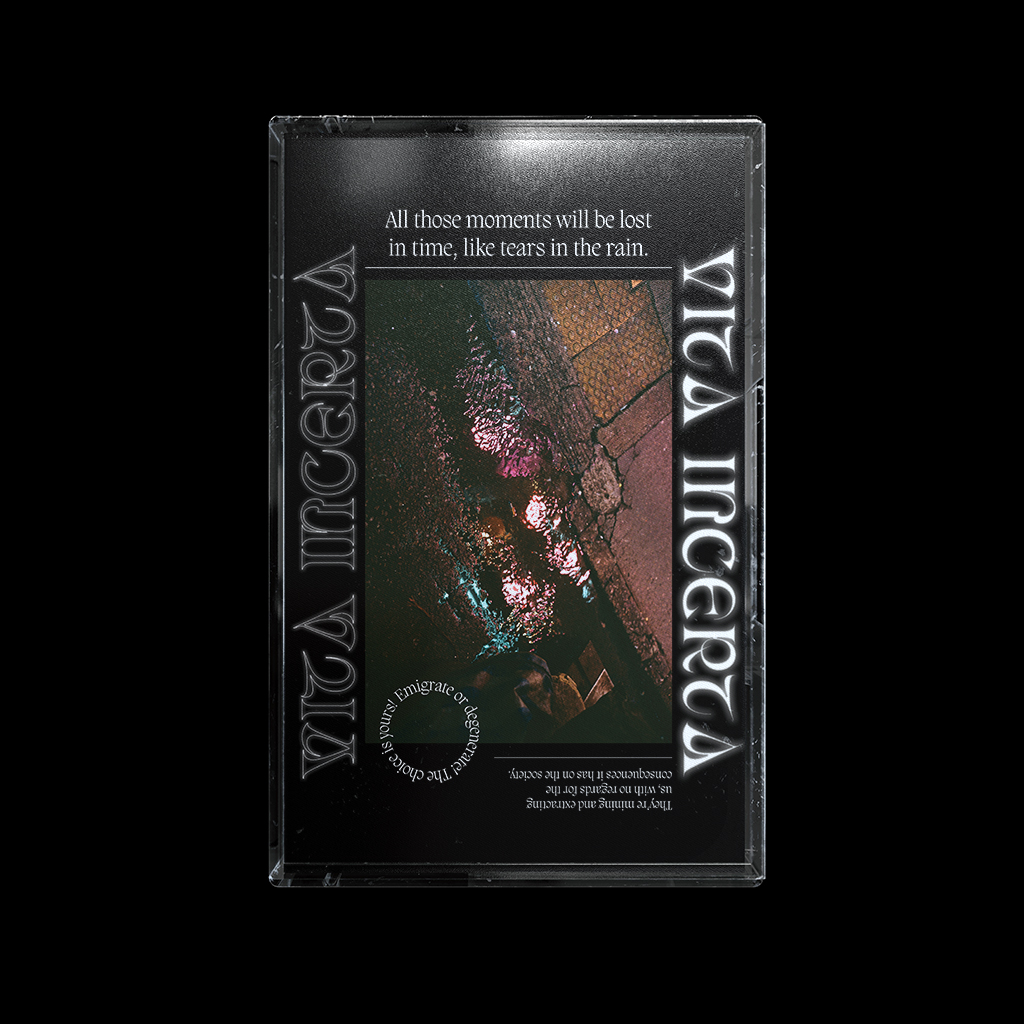 All those moments will be lost
in time, like tears in the rain.
VITA INCERTA
VITA INCERTA
Emigrate or degenerate! The choice is yours!
They're mining and extracting
us, with no regards for the
consequences it has on the society.